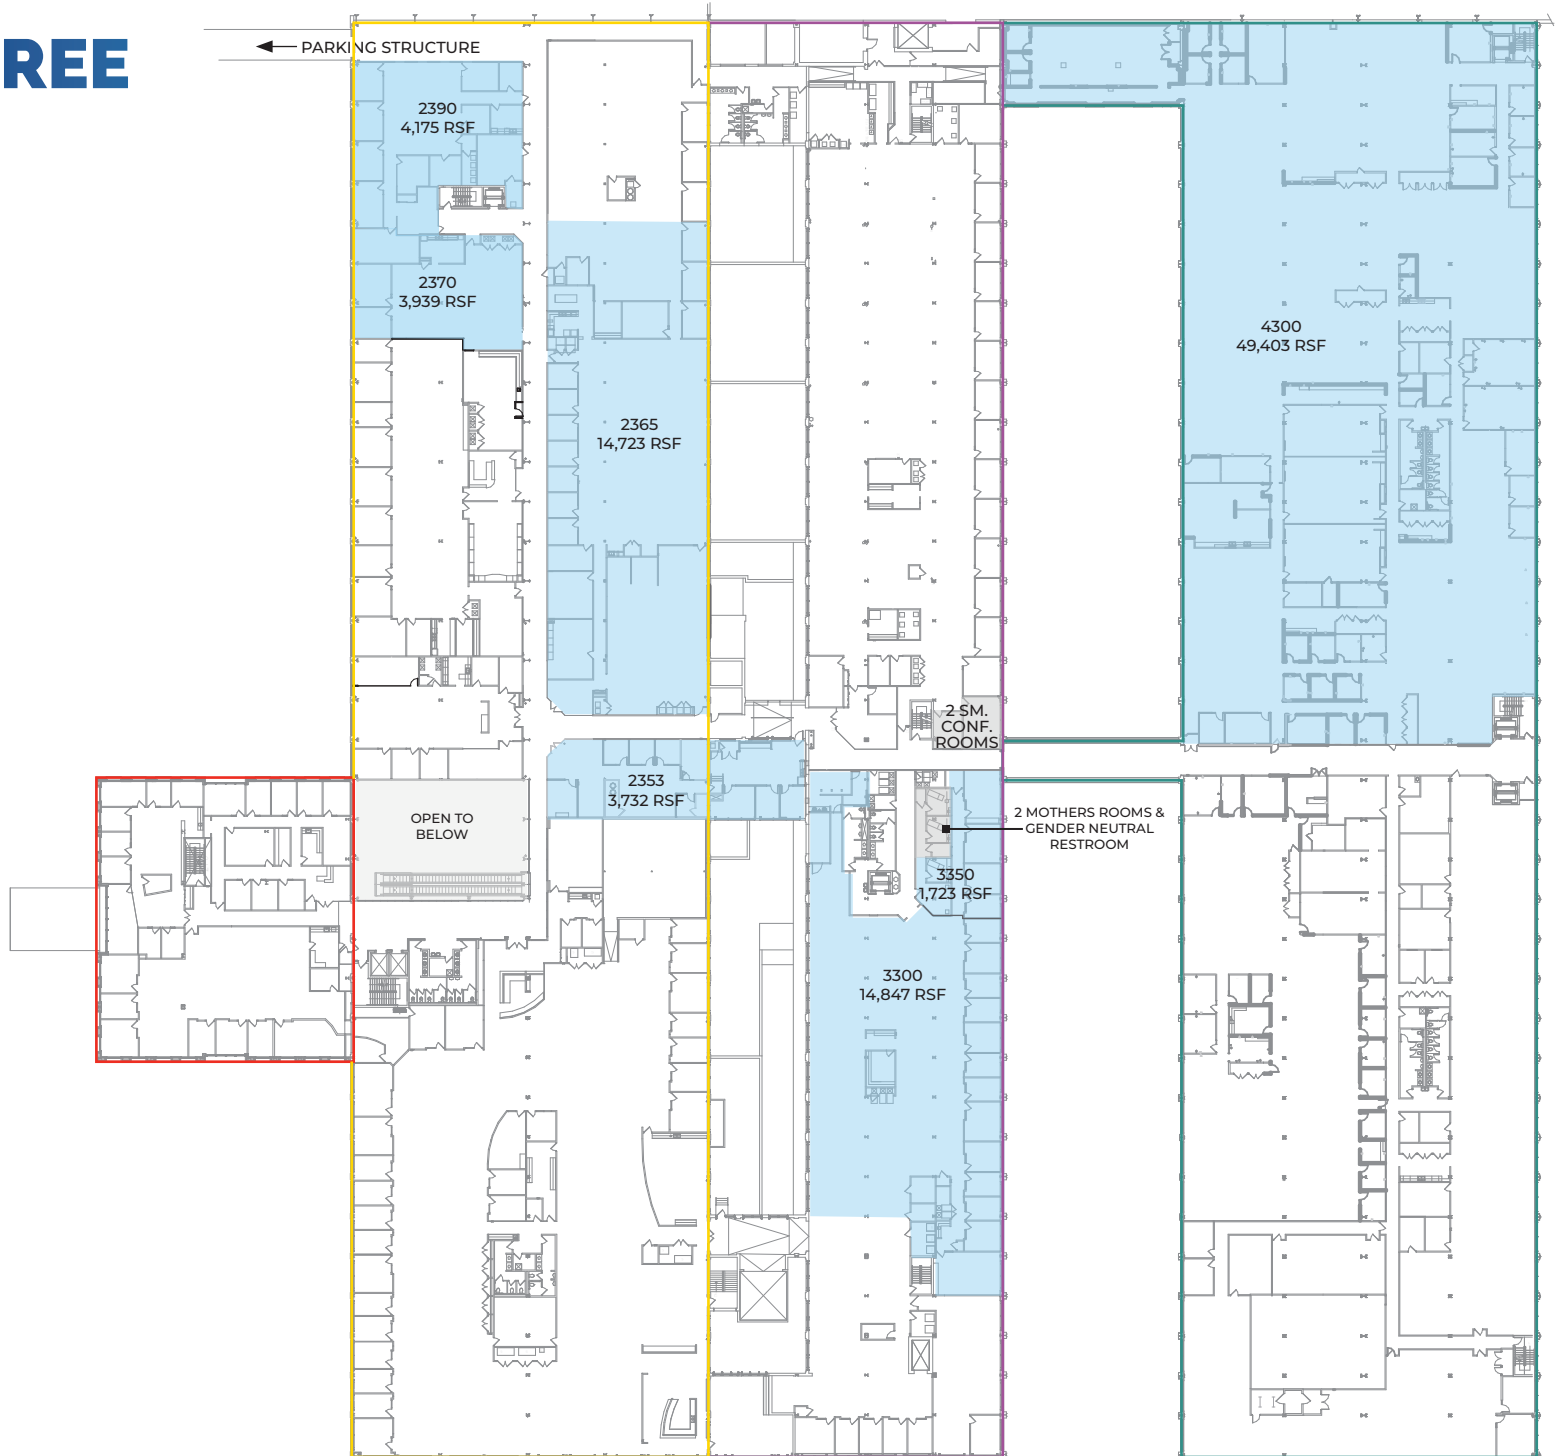 REE
PARKING STRUCTURE
2390
4,175 RSF
2370
3,939 RSF
4300
49,403 RSF
2365
14,723 RSF
2 SM.
CONF.
ROOMS
2353
3,732 RSF
OPEN TO
BELOW
2 MOTHERS ROOMS &
GENDER NEUTRAL
RESTROOM
3350
1,723 RSF
3300
14,847 RSF